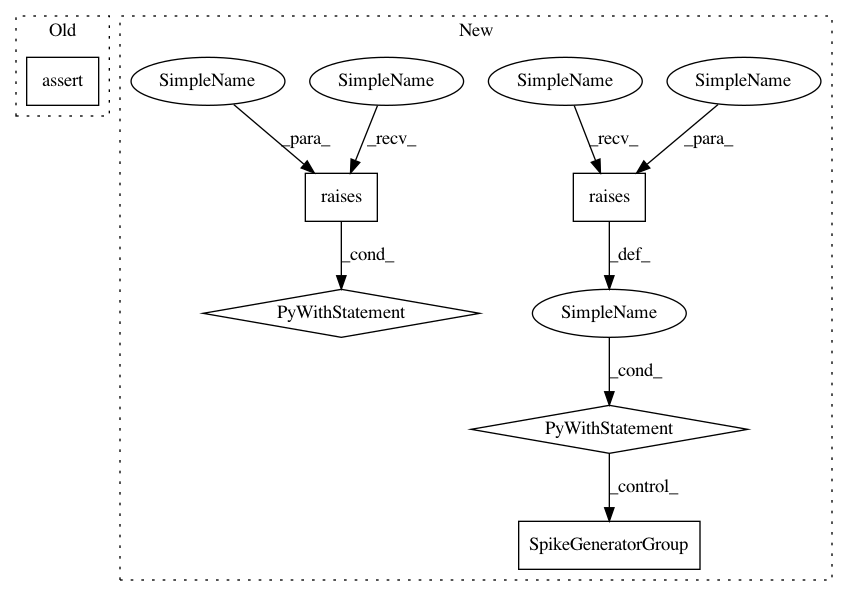 Old
New
assert
SimpleName
SimpleName
SimpleName
SimpleName
_para_
_recv_
_recv_
_para_
raises
raises
_cond_
_def_
PyWithStatement
SimpleName
_cond_
PyWithStatement
_control_
SpikeGeneratorGroup